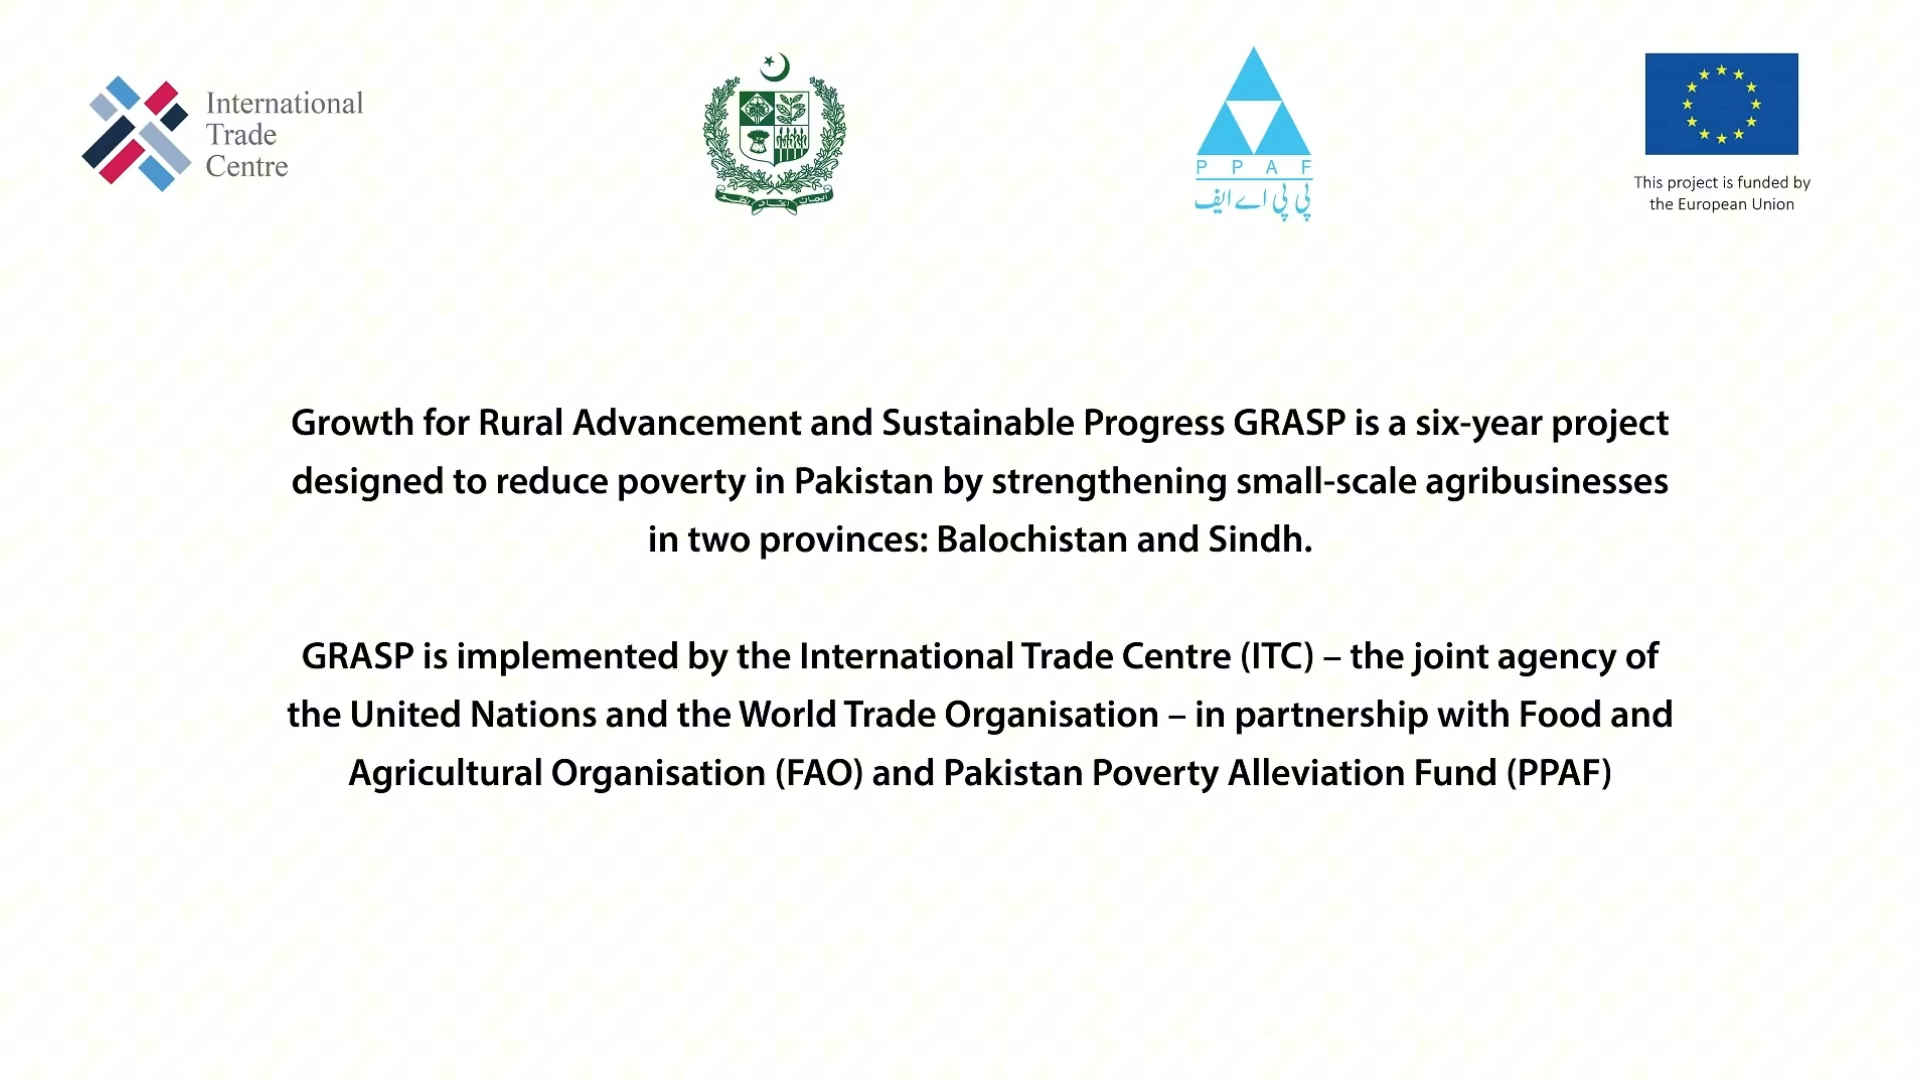 International
Trade
Centre
ایمان اتحاد نظم
P P A F
پی پی اے ایف
This project is funded by
the European Union
Growth for Rural Advancement and Sustainable Progress GRASP is a six-year project
designed to reduce poverty in Pakistan by strengthening small-scale agribusinesses
in two provinces: Balochistan and Sindh.
GRASP is implemented by the International Trade Centre (ITC) – the joint agency of
the United Nations and the World Trade Organisation – in partnership with Food and
Agricultural Organisation (FAO) and Pakistan Poverty Alleviation Fund (PPAF)